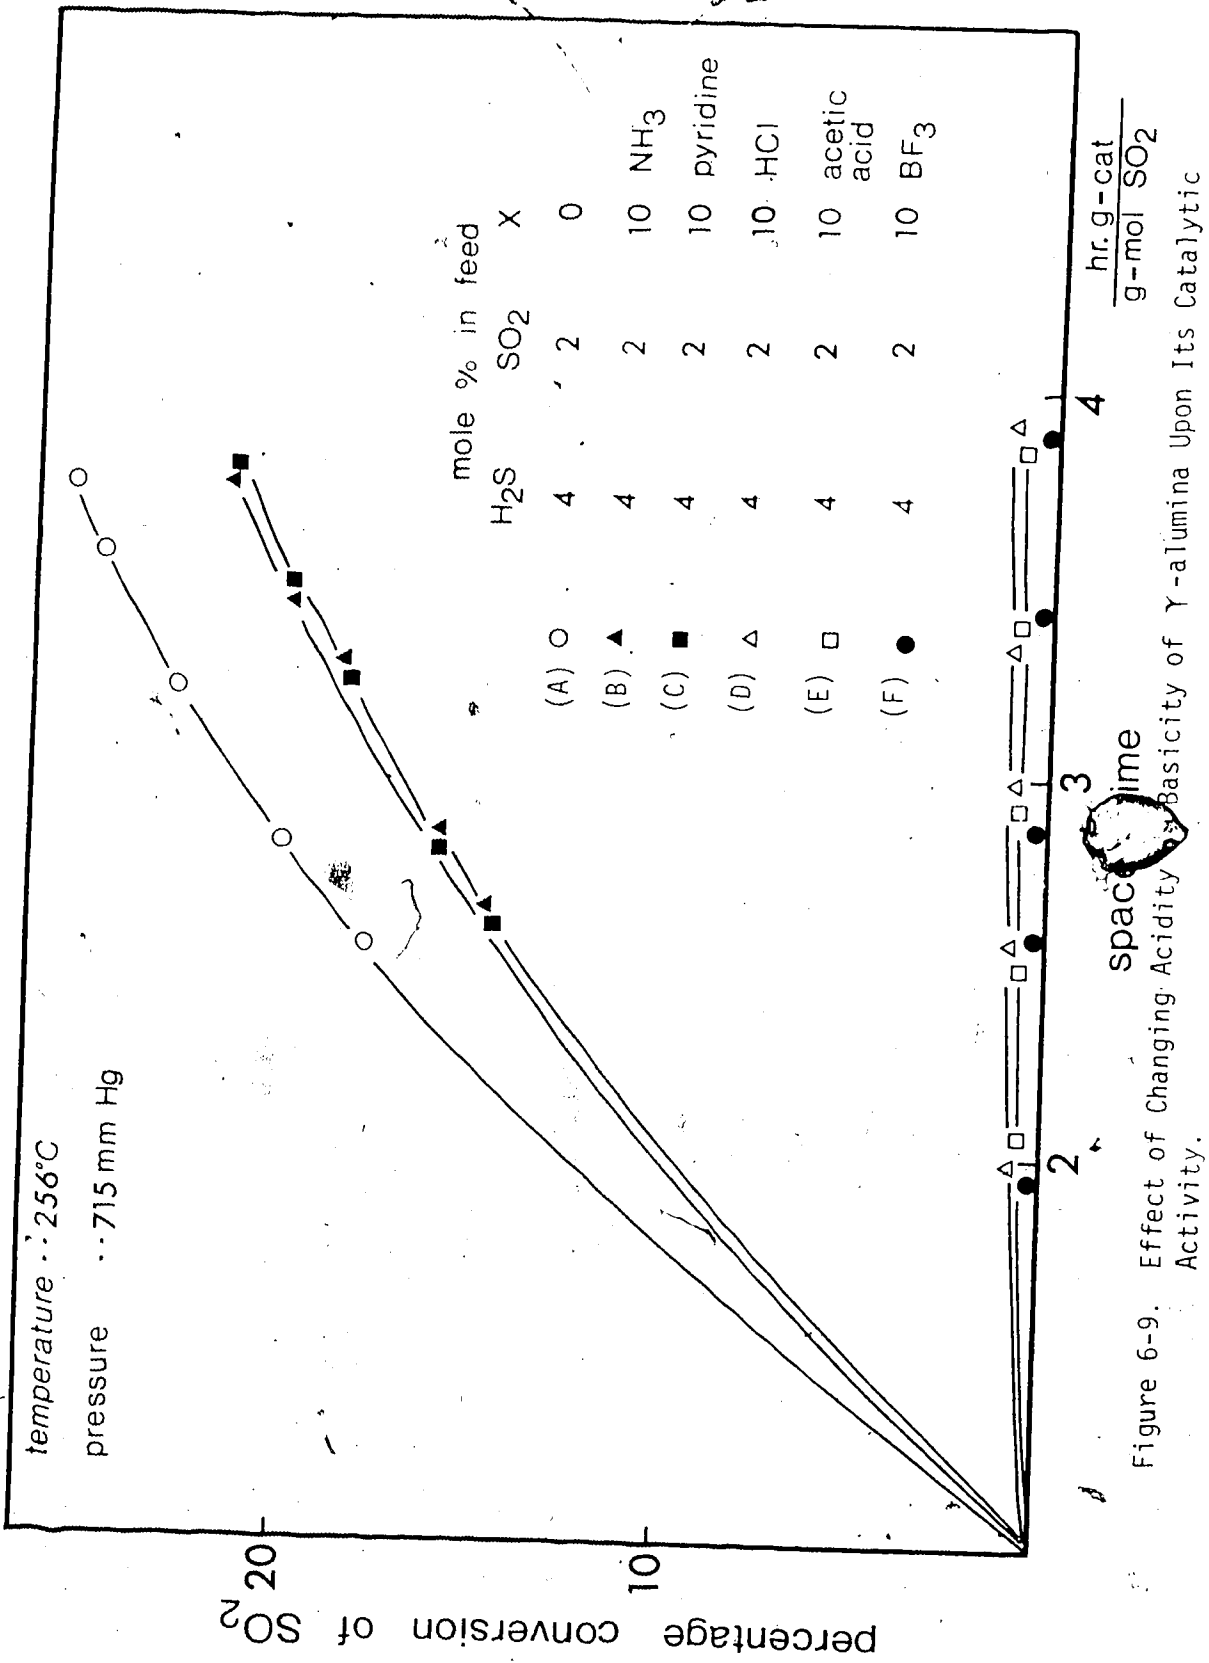 temperature · · 256°C
pressure · · 715 mm Hg
mole % in feed
H₂S SO₂ X
(A) ○ 4 2 0
(B) ▲ 4 2 10 NH₃
(C) ■ 4 2 10 pyridine
(D) △ 4 2 10 HCl
(E) □ 4 2 10 acetic acid
(F) ● 4 2 10 BF₃
percentage conversion of SO₂
20
10
2
3
4
hr. g-cat
g-mol SO₂
Figure 6-9. Effect of Changing Acidity Basicity of γ-alumina Upon Its Catalytic
Activity.